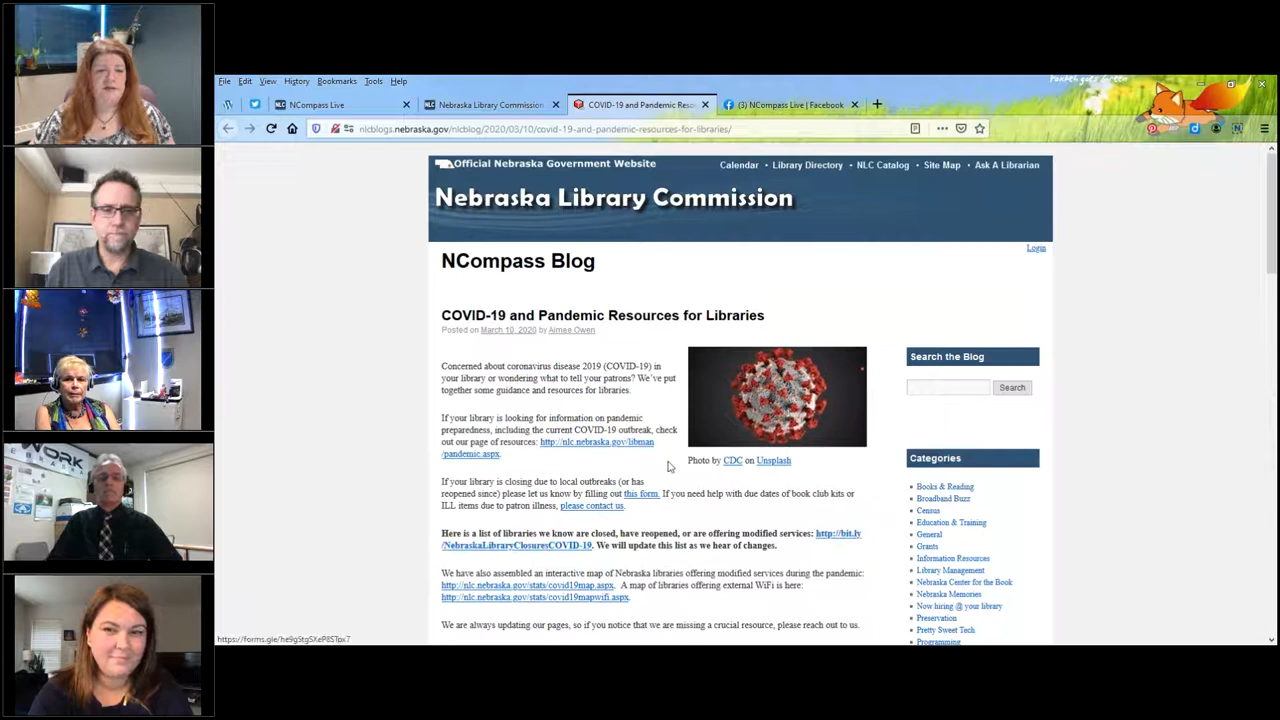 File Edit View History Bookmarks Tools Help
NCompass Live
Nebraska Library Commission
COVID-19 and Pandemic Reso
(3) NCompass Live | Facebook
nlcblogs.nebraska.gov/nlcblog/2020/03/10/covid-19-and-pandemic-resources-for-libraries/
Official Nebraska Government Website
Calendar • Library Directory • NLC Catalog • Site Map • Ask A Librarian
Nebraska Library Commission
Login
NCompass Blog
COVID-19 and Pandemic Resources for Libraries
Posted on March 10, 2020 by Aimee Owen
Concerned about coronavirus disease 2019 (COVID-19) in
your library or wondering what to tell your patrons? We've put
together some guidance and resources for libraries.
If your library is looking for information on pandemic
preparedness, including the current COVID-19 outbreak, check
out our page of resources: http://nlc.nebraska.gov/libman
/pandemic.aspx.
Photo by CDC on Unsplash
If your library is closing due to local outbreaks (or has
reopened since) please let us know by filling out this form. If you need help with due dates of book club kits or
ILL items due to patron illness, please contact us.
Here is a list of libraries we know are closed, have reopened, or are offering modified services: http://bit.ly
/NebraskaLibraryClosuresCOVID-19. We will update this list as we hear of changes.
We have also assembled an interactive map of Nebraska libraries offering modified services during the pandemic:
http://nlc.nebraska.gov/stats/covid19map.aspx. A map of libraries offering external WiFi is here:
http://nlc.nebraska.gov/stats/covid19mapwifi.aspx.
We are always updating our pages, so if you notice that we are missing a crucial resource, please reach out to us.
Search the Blog
Search
Categories
Books & Reading
Broadband Buzz
Census
Education & Training
General
Grants
Information Resources
Library Management
Nebraska Center for the Book
Nebraska Memories
Now hiring @ your library
Preservation
Pretty Sweet Tech
Programming